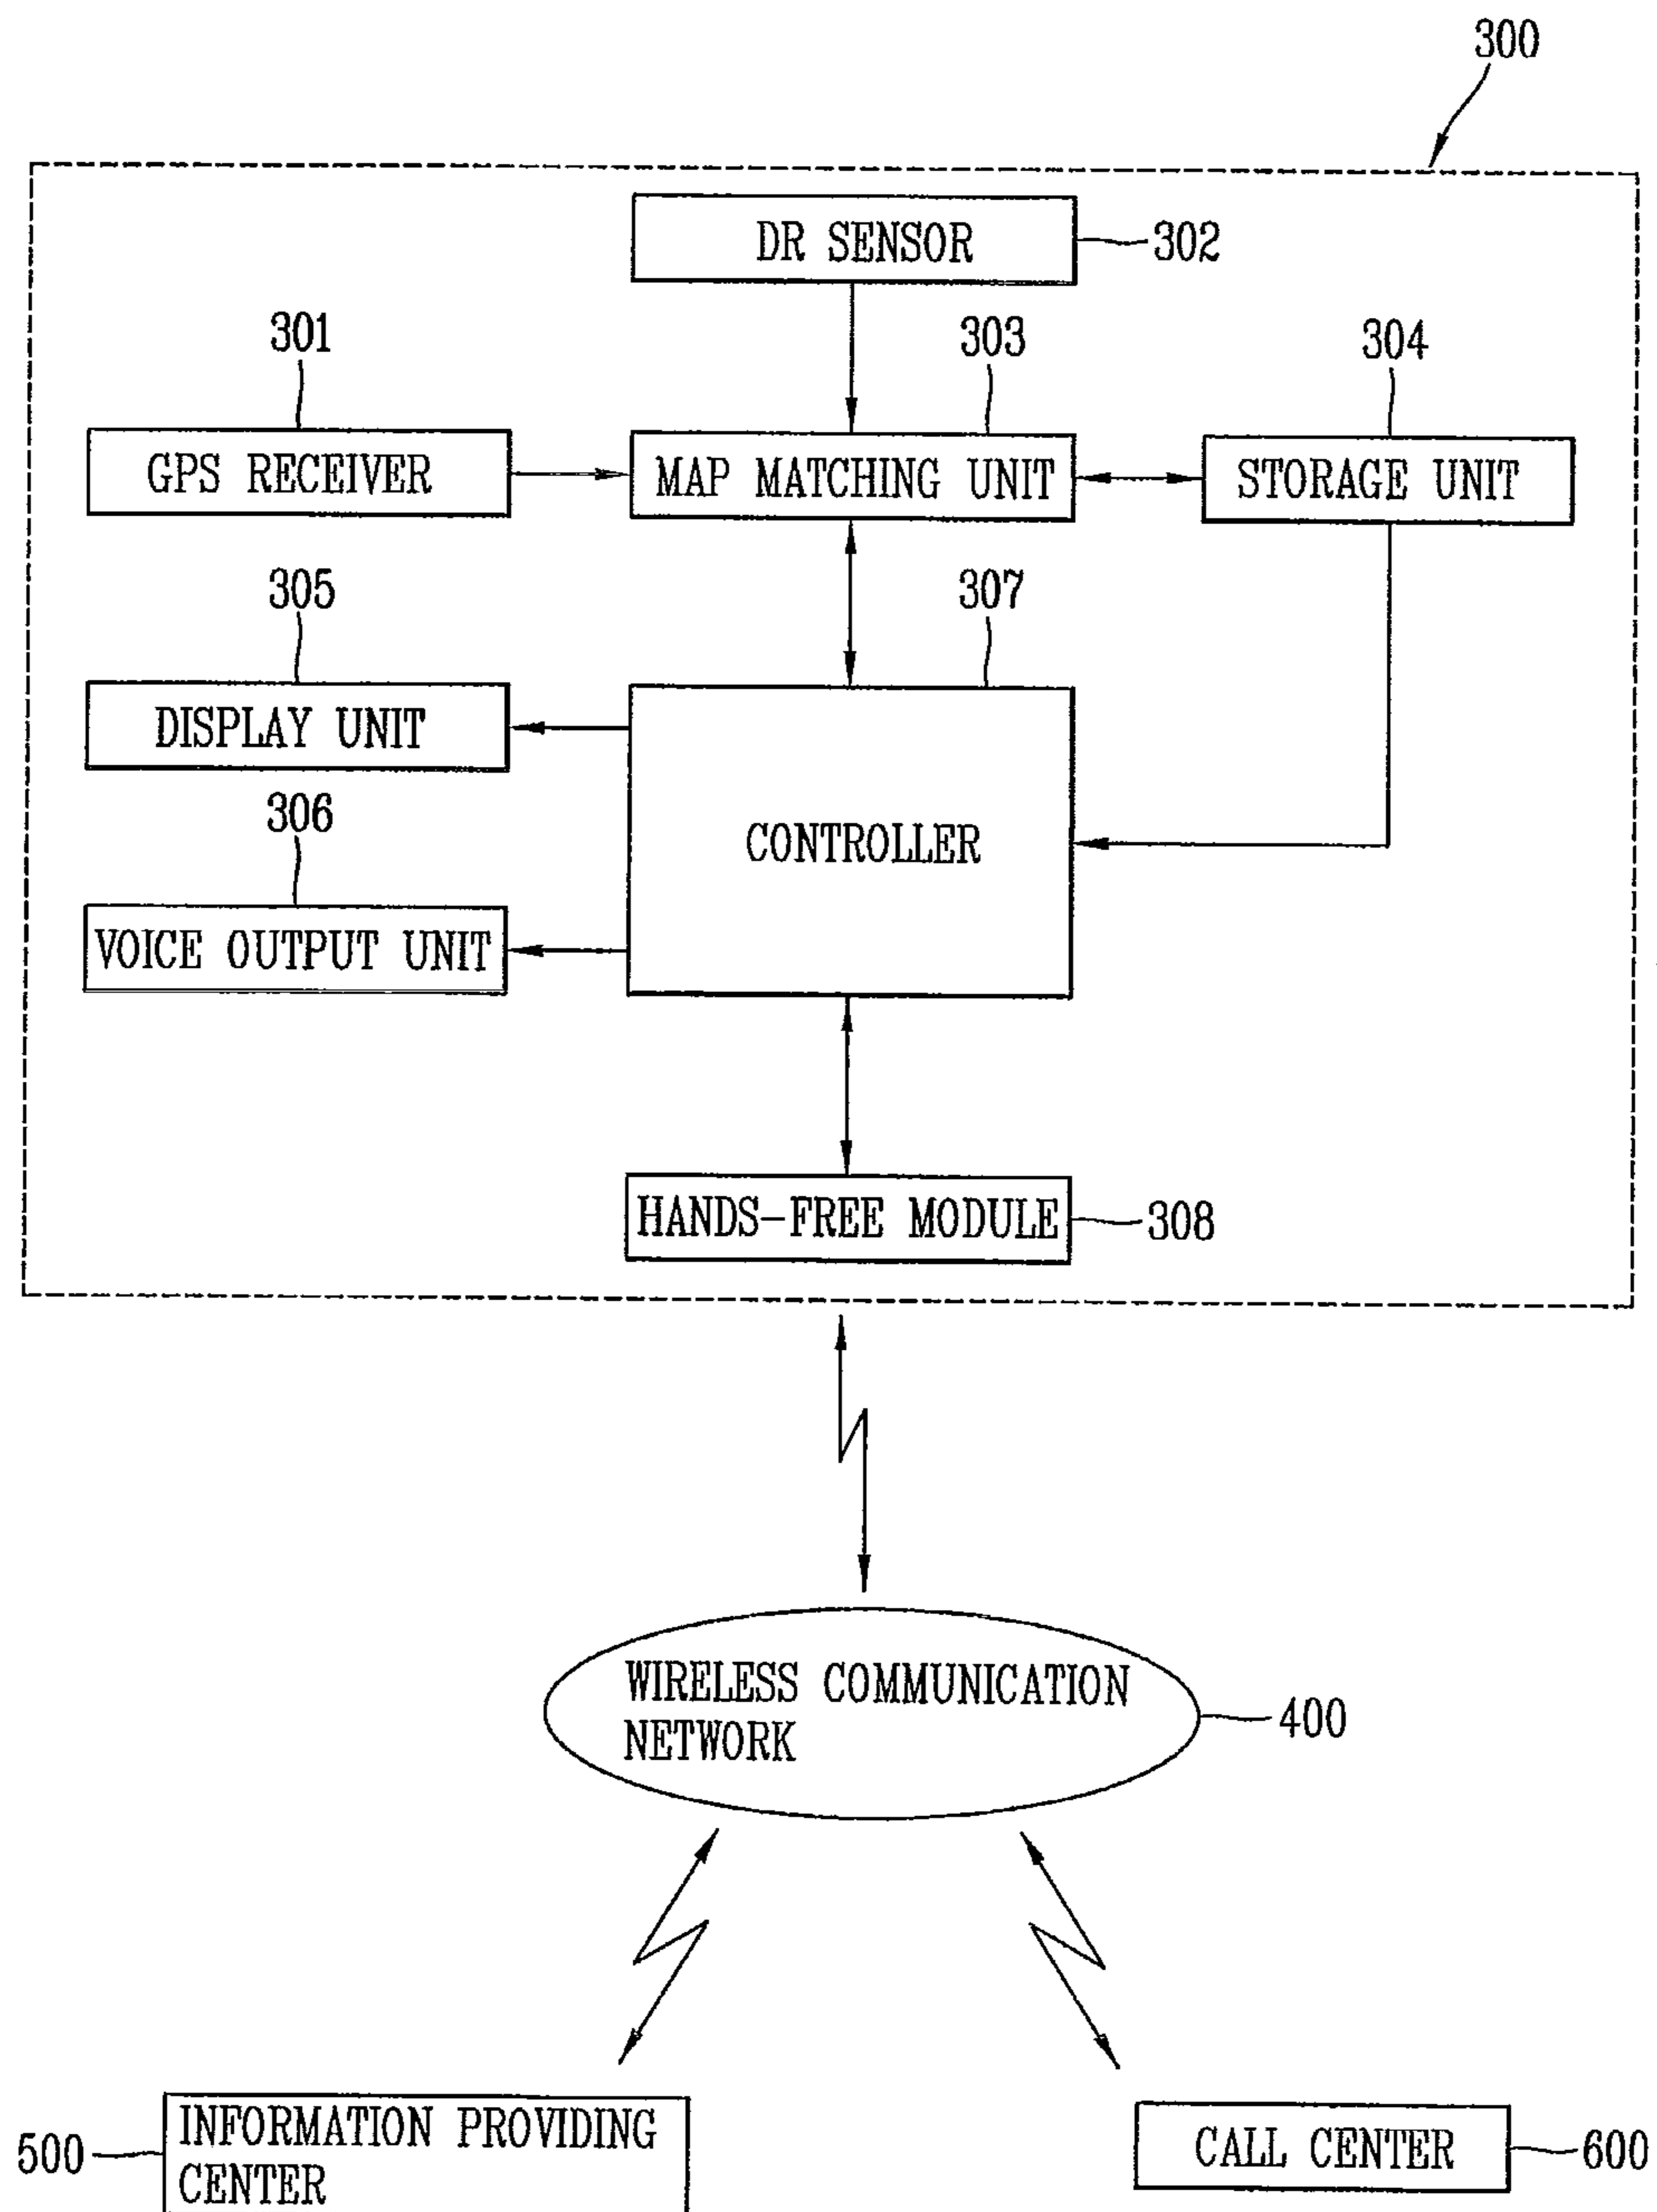 300
DR SENSOR
302
301
303
304
GPS RECEIVER
MAP MATCHING UNIT
STORAGE UNIT
305
307
DISPLAY UNIT
306
CONTROLLER
VOICE OUTPUT UNIT
HANDS-FREE MODULE
308
WIRELESS COMMUNICATION
NETWORK
400
500
INFORMATION PROVIDING
CENTER
CALL CENTER
600